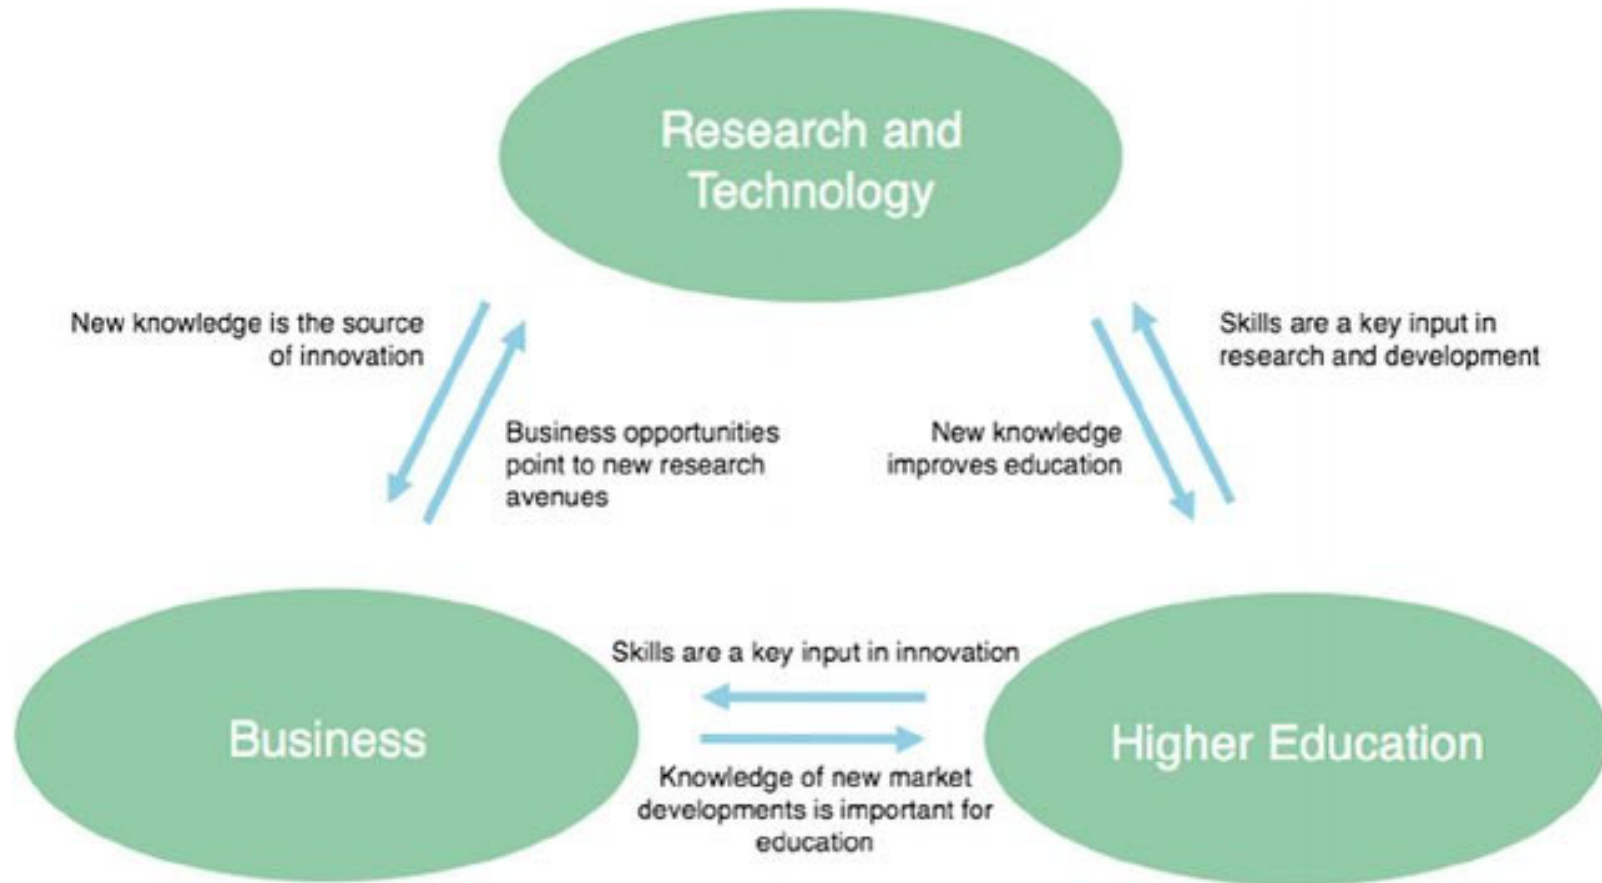 Research and
Technology
New knowledge is the source
of innovation
Skills are a key input in
research and development
Business opportunities
point to new research
avenues
New knowledge
improves education
Skills are a key input in innovation
Business
Higher Education
Knowledge of new market
developments is important for
education